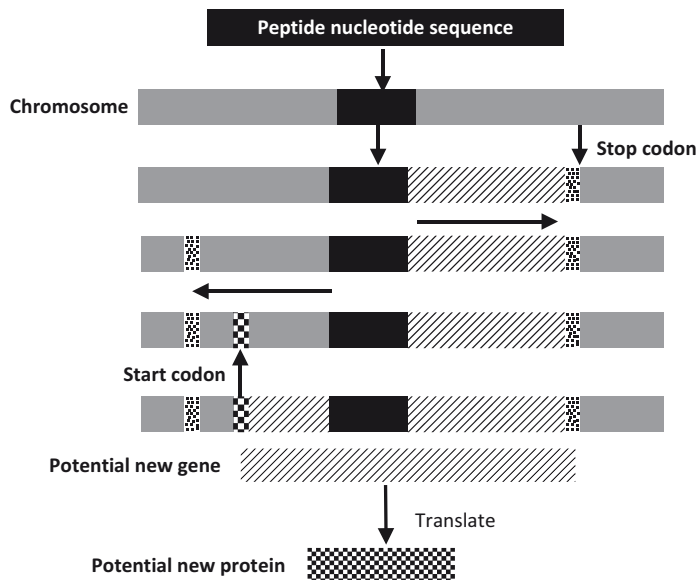 Peptide nucleotide sequence
Chromosome
Stop codon
Start codon
Potential new gene
Translate
Potential new protein